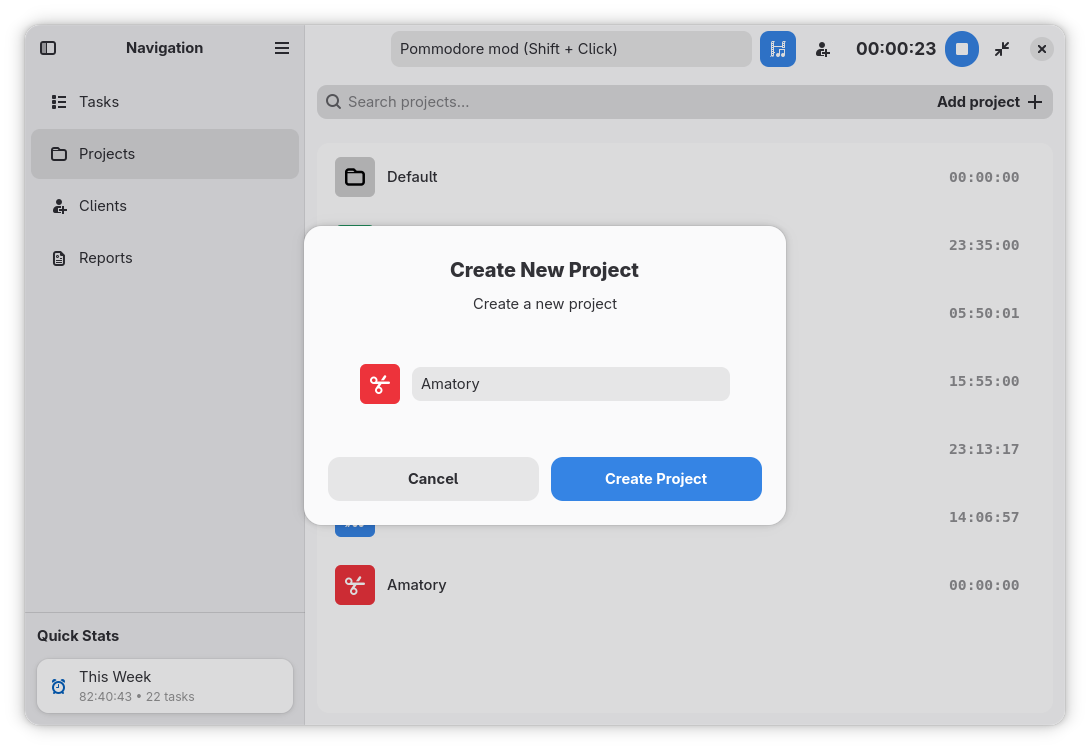 Navigation
Pommodore mod (Shift + Click)
00:00:23
Tasks
Projects
Clients
Reports
Search projects...
Add project
Default
00:00:00
23:35:00
05:50:01
15:55:00
23:13:17
14:06:57
Amatory
00:00:00
Create New Project
Create a new project
Amatory
Cancel
Create Project
Quick Stats
This Week
82:40:43 • 22 tasks